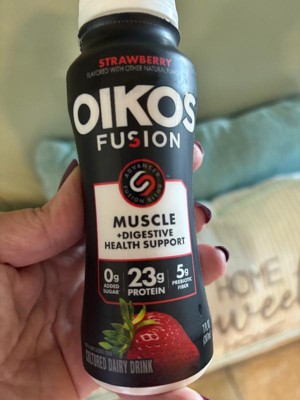 STRAWBERRY
FLAVORED WITH OTHER NATURAL
OIKOS
FUSION
ADVANCED
MUSCLE
+DIGESTIVE
HEALTH SUPPORT
0g ADDED SUGAR
23g PROTEIN
5g PREBIOTIC FIBER
CULTURED DAIRY DRINK
HOME